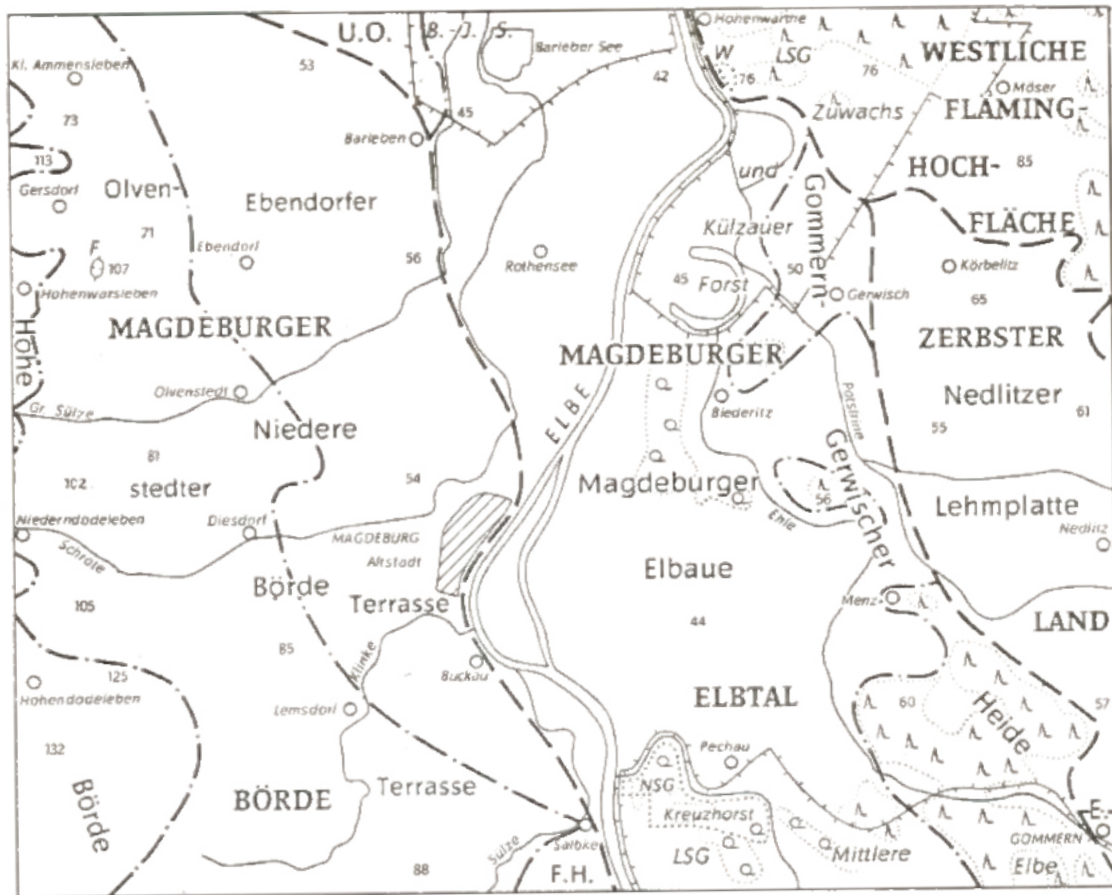 U.O.
B.-J. S.
Barleber See
Hohenwarthe
W
LSG
76
76
WESTLICHE
Kl. Ammensleben
53
42
Möser
73
45
Zuwachs
FLÄMING-
Barleben
113
und
HOCH-
85
Gersdorf
Olven-
Ebendorfer
Gommern-
Külzauer
FLÄCHE
71
Ebendorf
F
107
56
Rothensee
50
Körbelitz
Hohenwarsleben
45
Forst
Gerwisch
65
Höhe
MAGDEBURGER
MAGDEBURGER
ZERBSTER
Olvenstedt
ELBE
Biederitz
Potstrine
Nedlitzer
Gr. Sülze
Niedere
55
61
81
102
stedter
54
Magdeburger
56
Gerwischer
Lehmplatte
Niederndodeleben
Diesdorf
MAGDEBURG
Altstadt
Ehle
Nedlitz
Schrote
Elbaue
Börde
105
Terrasse
Menz
LAND
44
85
Klinke
Buckau
125
Hohendodeleben
Lemsdorf
ELBTAL
60
Heide
57
132
Pechau
Börde
BÖRDE
Terrasse
NSG
Kreuzhorst
E.-
GOMMERN
Sülze
Salbke
LSG
Mittlere
Elbe
88
F.H.